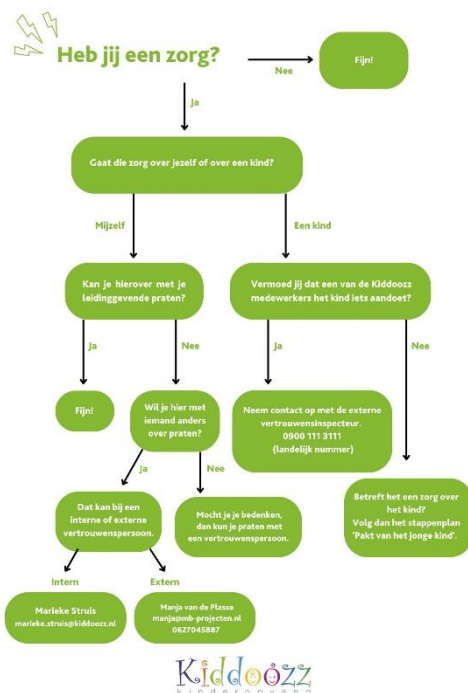 Heb jij een zorg?
Nee
Fijn!
Ja
Gaat die zorg over jezelf of over een kind?
Mijzelf
Een kind
Kan je hierover met je
leidinggevende praten?
Vermoed jij dat een van de Kiddoozz
medewerkers het kind iets aandoet?
Ja
Nee
Ja
Nee
Fijn!
Wil je hier met
iemand anders
over praten?
Neem contact op met de externe
vertrouwensinspecteur.
0900 111 3111
(landelijk nummer)
Ja
Nee
Betreft het een zorg over
het kind?
Volg dan het stappenplan
'Pakt van het jonge kind'.
Dat kan bij een
interne of externe
vertrouwenspersoon.
Mocht je je bedenken,
dan kun je praten met
een vertrouwenspersoon.
Intern
Extern
Marieke Struis
marieke.struis@kiddoozz.nl
Manja van de Plasse
manja@mb-projecten.nl
0627045887
Kiddoozz
kinderopvang